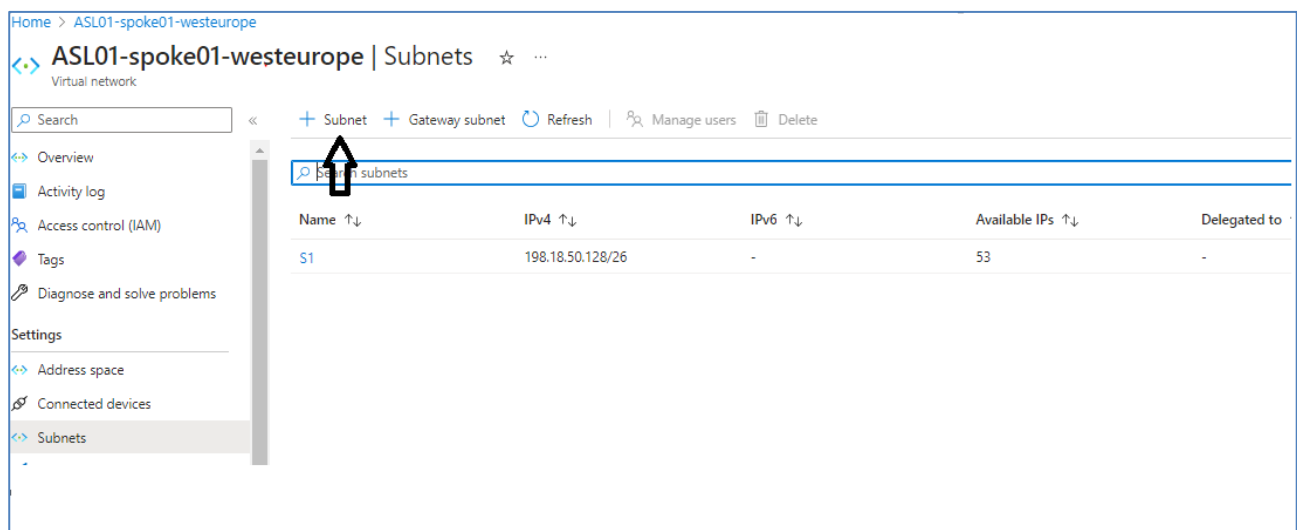 Home > ASL01-spoke01-westeurope
ASL01-spoke01-westeurope | Subnets ☆ ...
Virtual network
Search «
+ Subnet + Gateway subnet Refresh | Manage users Delete
Overview
Search subnets
Activity log
Access control (IAM)
Name ↑↓ IPv4 ↑↓ IPv6 ↑↓ Available IPs ↑↓ Delegated to
Tags
S1 198.18.50.128/26 - 53 -
Diagnose and solve problems
Settings
Address space
Connected devices
Subnets